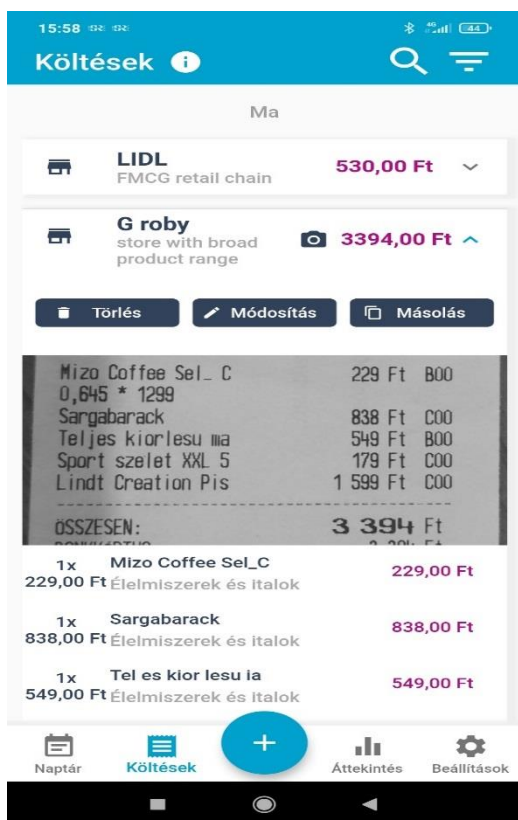 15:58
4G 44
Költések i
Ma
LIDL 530,00 Ft
FMCG retail chain
G roby
store with broad 3394,00 Ft
product range
Törlés Módosítás Másolás
Mizo Coffee Sel_ C 229 Ft B00
0,645 * 1299
Sargabarack 838 Ft C00
Teljes kiorlesu ma 549 Ft B00
Sport szelet XXL 5 179 Ft C00
Lindt Creation Pis 1 599 Ft C00
ÖSSZESEN: 3 394 Ft
1x Mizo Coffee Sel_C 229,00 Ft
229,00 Ft Élelmiszerek és italok
1x Sargabarack 838,00 Ft
838,00 Ft Élelmiszerek és italok
1x Tel es kior lesu ia 549,00 Ft
549,00 Ft Élelmiszerek és italok
+
Naptár Költések Áttekintés Beállítások